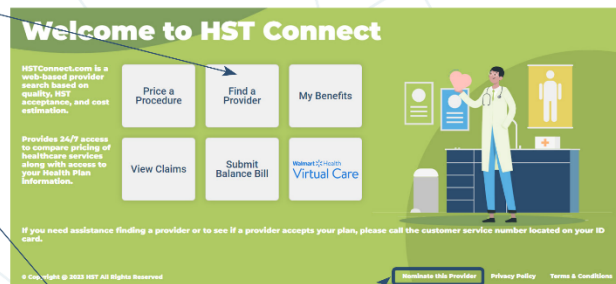 Welcome to HST Connect
HSTConnect.com is a
web-based provider
search based on
quality, HST
acceptance, and cost
estimation.
Provides 24/7 access
to compare pricing of
healthcare services
along with access to
your Health Plan
information.
Price a
Procedure
Find a
Provider
My Benefits
View Claims
Submit
Balance Bill
Walmart Health
Virtual Care
If you need assistance finding a provider or to see if a provider accepts your plan, please call the customer service number located on your ID
card.
© Copyright @ 2023 HST All Rights Reserved
Nominate this Provider
Privacy Policy
Terms & Conditions